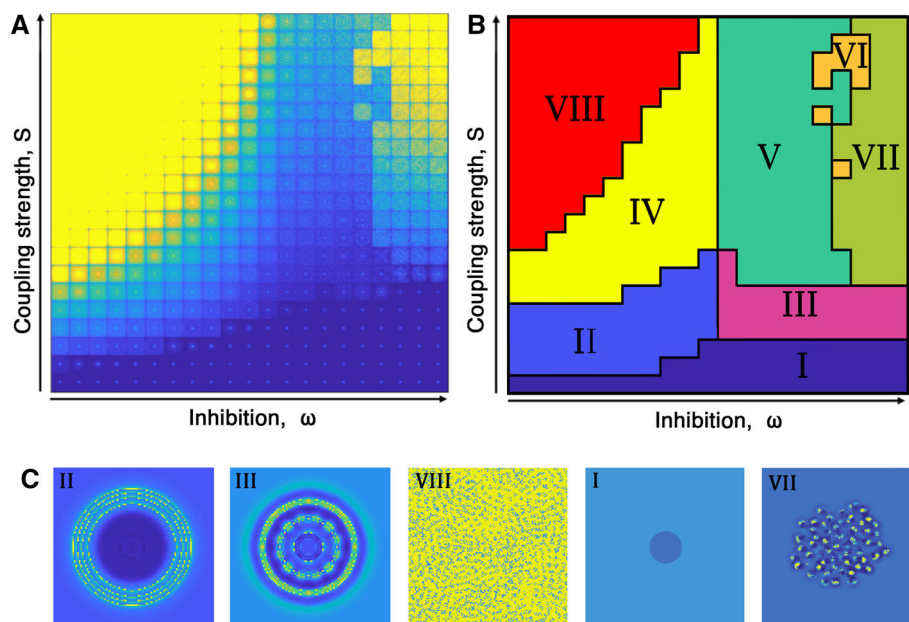 A
Coupling strength, S
Inhibition, ω
B
Coupling strength, S
VIII
VI
V
VII
IV
III
II
I
Inhibition, ω
C
II
III
VIII
I
VII